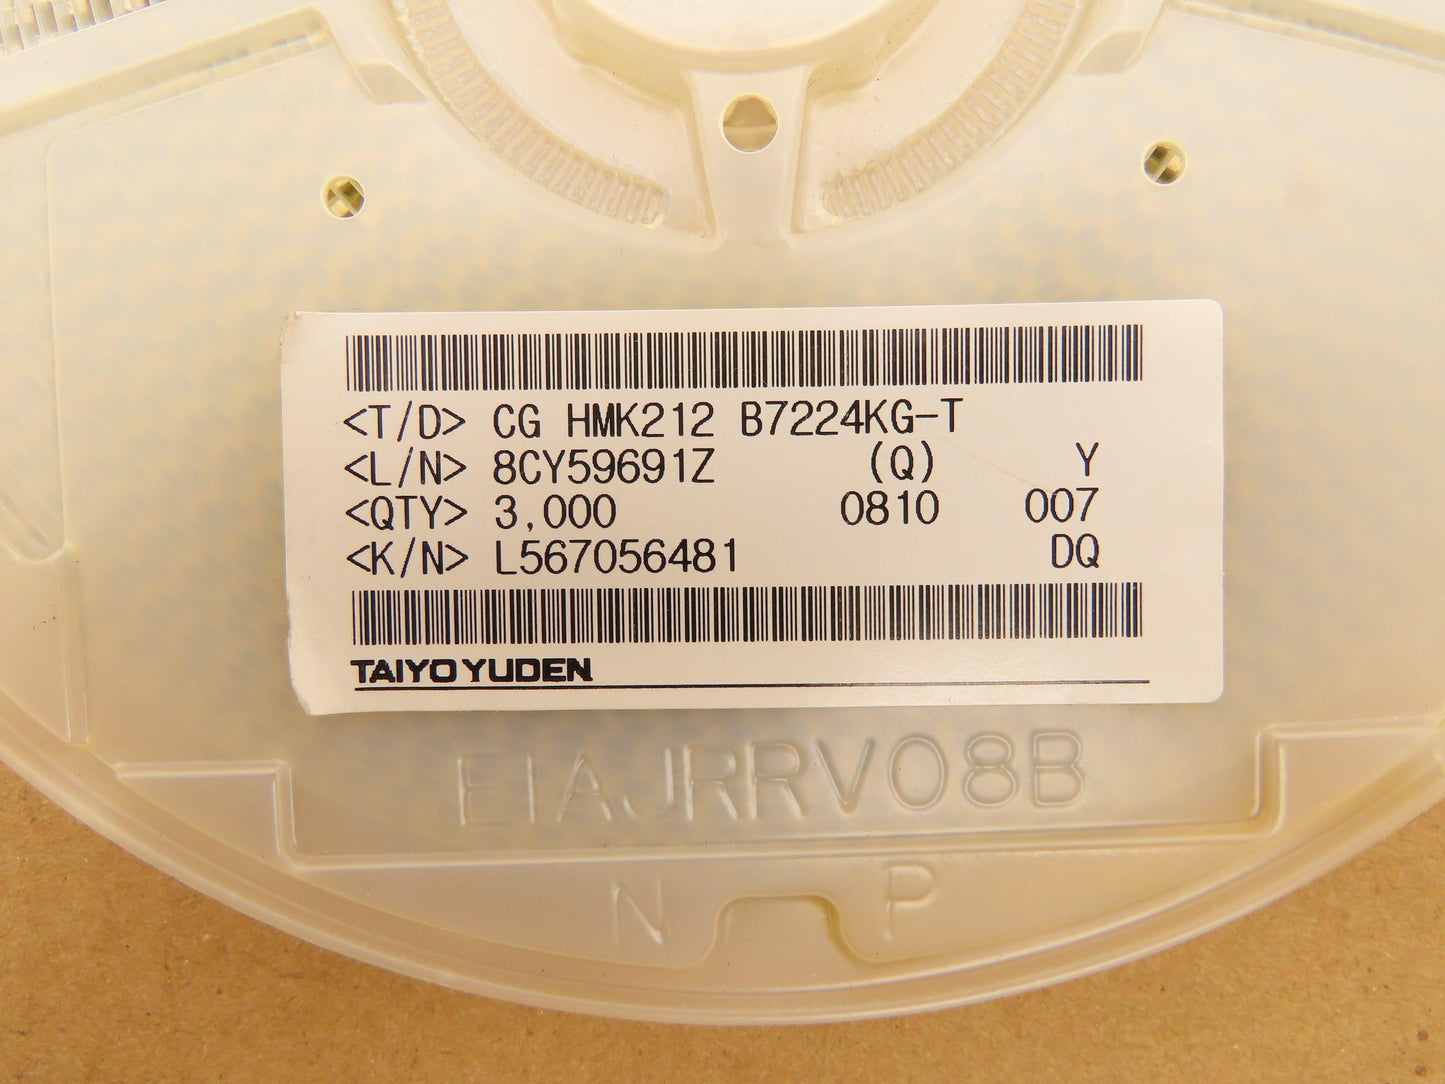 <T/D> CG HMK212 B7224KG-T
<L/N> 8CY59691Z (Q) Y
<QTY> 3,000 0810 007
<K/N> L567056481 DQ
TAIYO YUDEN
EIAJRRV08B
N P